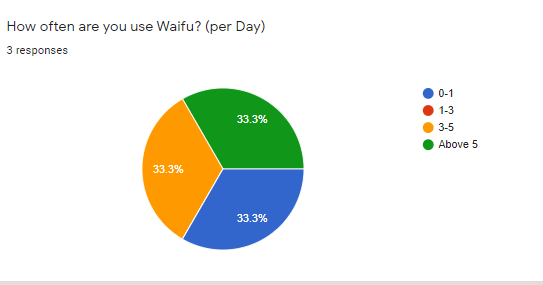 How often are you use Waifu? (per Day)
3 responses
33.3%
33.3%
33.3%
0-1
1-3
3-5
Above 5